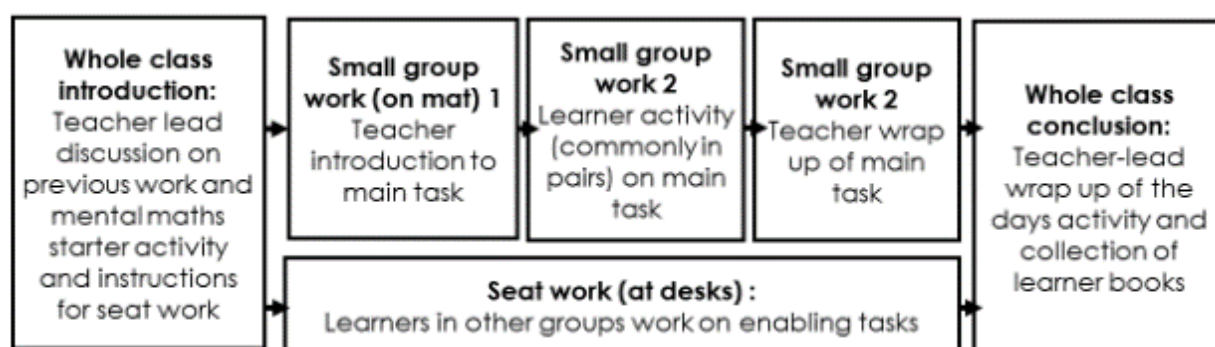 Whole class
introduction:
Teacher lead
discussion on
previous work and
mental maths
starter activity
and instructions
for seat work
Small group
work (on mat) 1
Teacher
introduction to
main task
Small group
work 2
Learner activity
(commonly in
pairs) on main
task
Small group
work 2
Teacher wrap
up of main
task
Seat work (at desks) :
Learners in other groups work on enabling tasks
Whole class
conclusion:
Teacher-lead
wrap up of the
days activity and
collection of
learner books